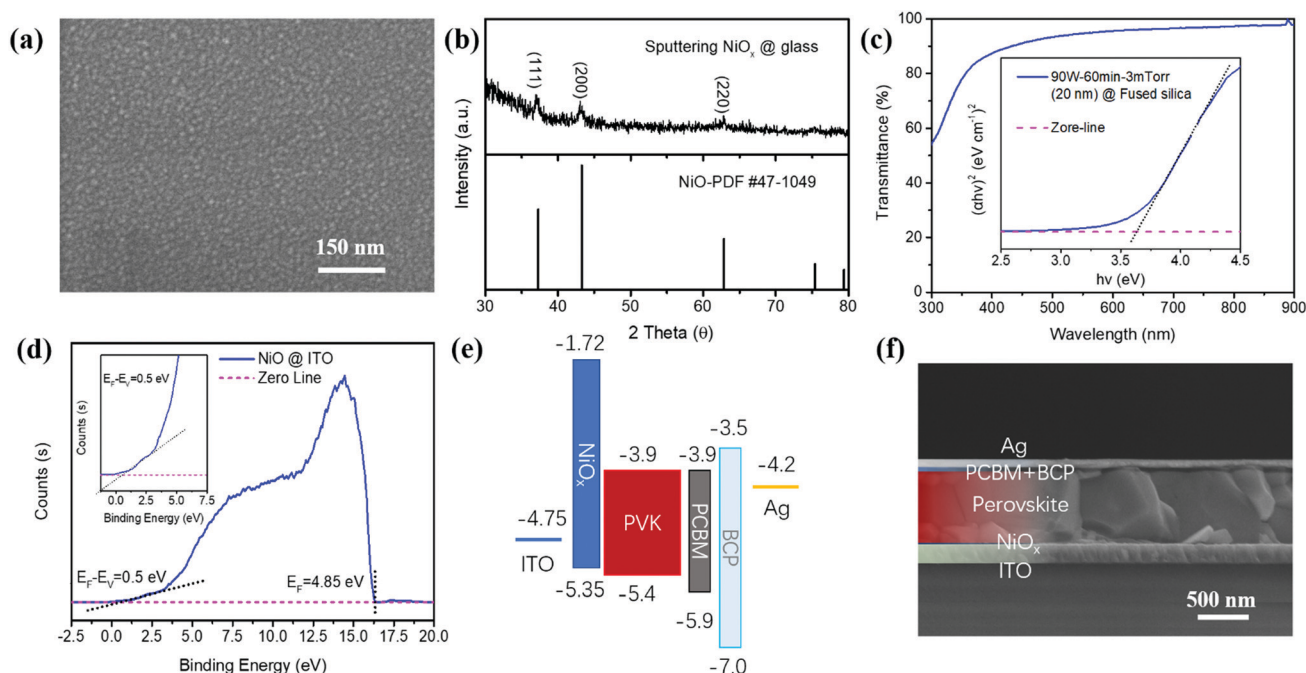 (a)
150 nm
(b)
Sputtering NiOₓ @ glass
(111)
(200)
(220)
NiO-PDF #47-1049
Intensity (a.u.)
30 40 50 60 70 80
2 Theta (θ)
(c)
100
80
60
40
20
0
Transmittance (%)
300 400 500 600 700 800 900
Wavelength (nm)
90W-60min-3mTorr
(20 nm) @ Fused silica
Zore-line
(αhv)² (eV cm⁻¹)²
2.5 3.0 3.5 4.0 4.5
hv (eV)
(d)
NiO @ ITO
Zero Line
E_F-E_V=0.5 eV
Counts (s)
0.0 2.5 5.0 7.5
Binding Energy (eV)
E_F-E_V=0.5 eV
E_F=4.85 eV
Counts (s)
-2.5 0.0 2.5 5.0 7.5 10.0 12.5 15.0 17.5 20.0
Binding Energy (eV)
(e)
-1.72
-3.5
-3.9
-3.9
-4.2
-4.75
ITO
NiOₓ
PVK
PCBM
BCP
Ag
-5.35
-5.4
-5.9
-7.0
(f)
Ag
PCBM+BCP
Perovskite
NiOₓ
ITO
500 nm